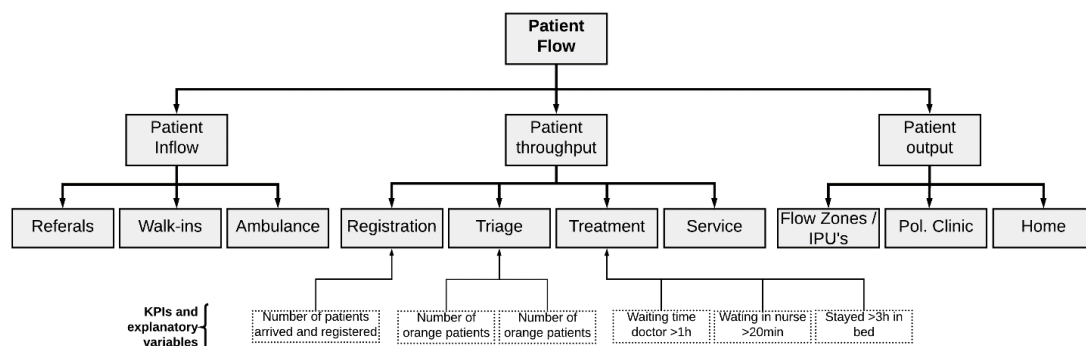 Patient
Flow
Patient
Inflow
Patient
throughput
Patient
output
Referals
Walk-ins
Ambulance
Registration
Triage
Treatment
Service
Flow Zones /
IPU's
Pol. Clinic
Home
KPIs and
explanatory
variables
Number of patients
arrived and registered
Number of
orange patients
Number of
orange patients
Waiting time
doctor >1h
Wating in nurse
>20min
Stayed >3h in
bed